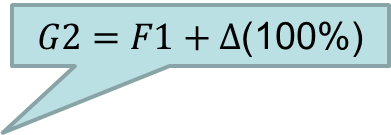 G2 = F1 + Δ(100%)